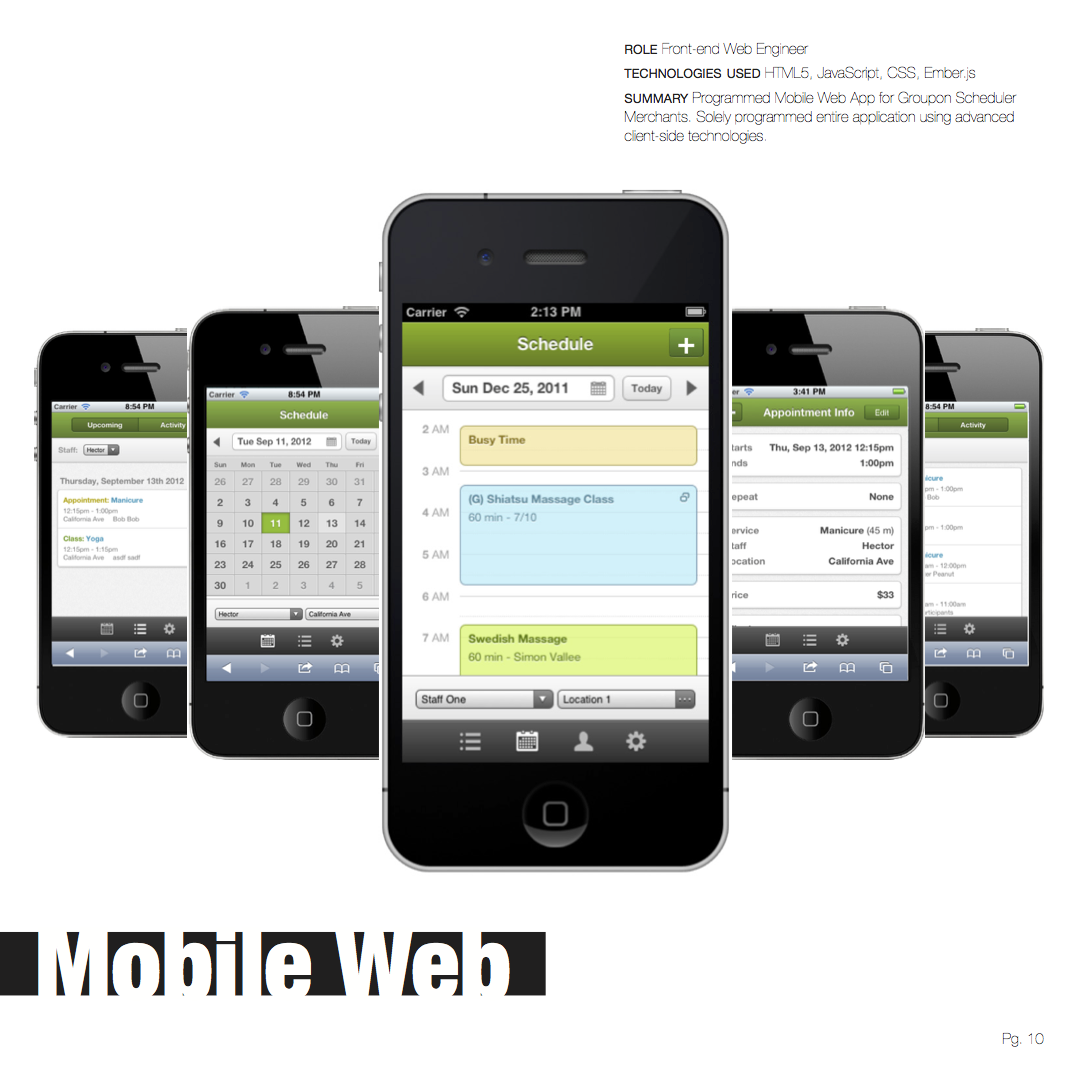 ROLE Front-end Web Engineer
TECHNOLOGIES USED HTML5, JavaScript, CSS, Ember.js
SUMMARY Programmed Mobile Web App for Groupon Scheduler
Merchants. Solely programmed entire application using advanced
client-side technologies.
Carrier 8:54 PM
Upcoming Activity
Staff: Hector
Thursday, September 13th 2012
Appointment: Manicure
12:15pm - 1:00pm
California Ave Bob Bob
Class: Yoga
12:15pm - 1:15pm
California Ave asdf sadf
Carrier 8:54 PM
Schedule
Tue Sep 11, 2012 Today
Sun Mon Tue Wed Thu Fri
26 27 28 29 30 31
2 3 4 5 6 7
9 10 11 12 13 14
16 17 18 19 20 21
23 24 25 26 27 28
30 1 2 3 4 5
Hector California Ave
Carrier 2:13 PM
Schedule +
Sun Dec 25, 2011 Today
2 AM
Busy Time
3 AM
(G) Shiatsu Massage Class
4 AM
60 min - 7/10
5 AM
6 AM
7 AM
Swedish Massage
60 min - Simon Vallee
Staff One Location 1
er 3:41 PM
Appointment Info Edit
tarts Thu, Sep 13, 2012 12:15pm
nds 1:00pm
epeat None
ervice Manicure (45 m)
taff Hector
ocation California Ave
rice $33
8:54 PM
Activity
icure
pm - 1:00pm
Bob
pm - 1:00pm
icure
am - 12:00pm
er Peanut
am - 11:00am
rticipants
Mobile Web
Pg. 10